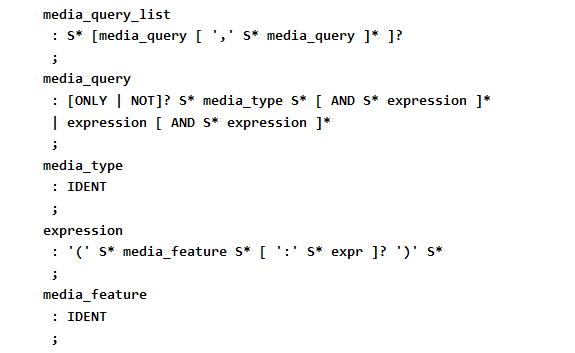 media_query_list
 : S* [media_query [ ',' S* media_query ]* ]?
 ;
media_query
 : [ONLY | NOT]? S* media_type S* [ AND S* expression ]*
 | expression [ AND S* expression ]*
 ;
media_type
 : IDENT
 ;
expression
 : '(' S* media_feature S* [ ':' S* expr ]? ')' S*
 ;
media_feature
 : IDENT
 ;